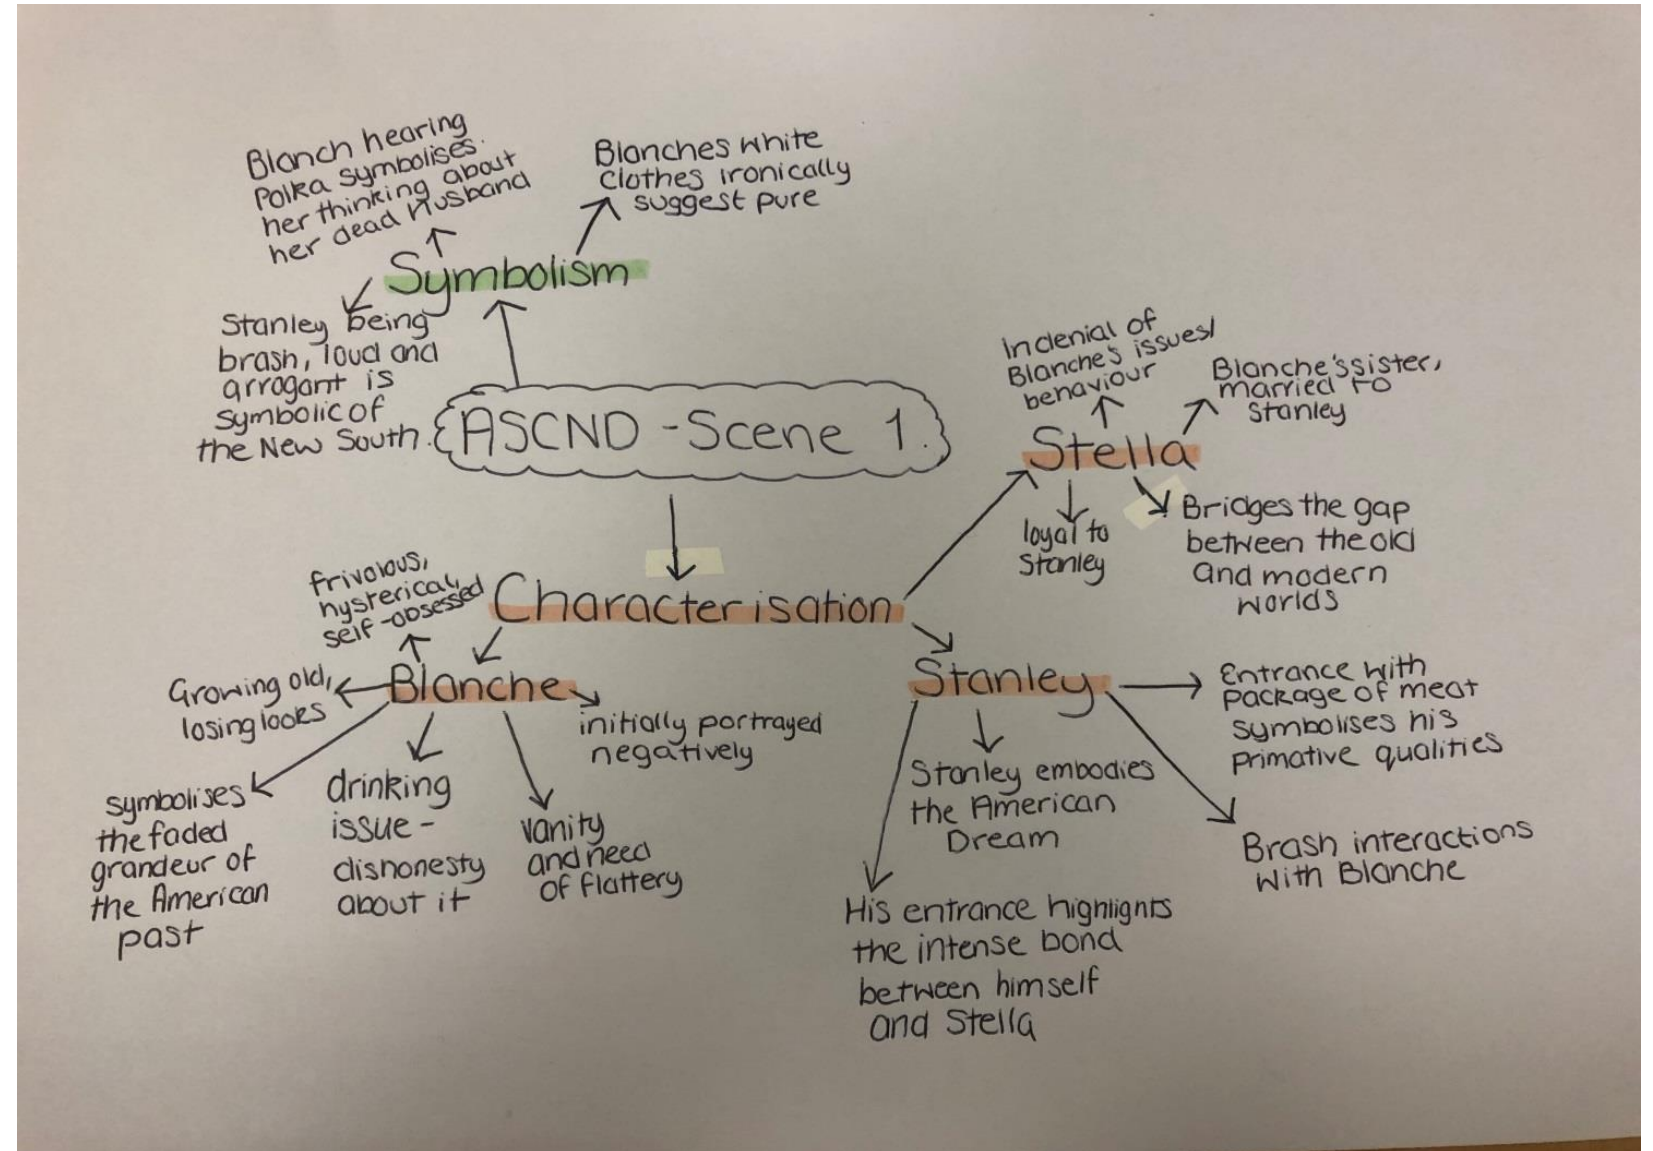 Blanch hearing
Polka symbolises.
her thinking about
her dead Husband
Blanches white
clothes ironically
suggest pure
Symbolism
Stanley being
brash, loud and
arrogant is
symbolic of
the New South.
ASCND - Scene 1.
In denial of
Blanche's issues/
behaviour
Blanche's sister,
married to
Stanley
Stella
loyal to
Stanley
Bridges the gap
between the old
and modern
worlds
Characterisation
frivolous,
hysterical,
self-obsessed
Blanche
Growing old,
losing looks
initially portrayed
negatively
symbolises
the faded
grandeur of
the American
past
drinking
issue -
dishonesty
about it
vanity
and need
of flattery
Stanley
Entrance with
package of meat
symbolises his
primative qualities
Stanley embodies
the American
Dream
Brash interactions
with Blanche
His entrance highlights
the intense bond
between himself
and Stella